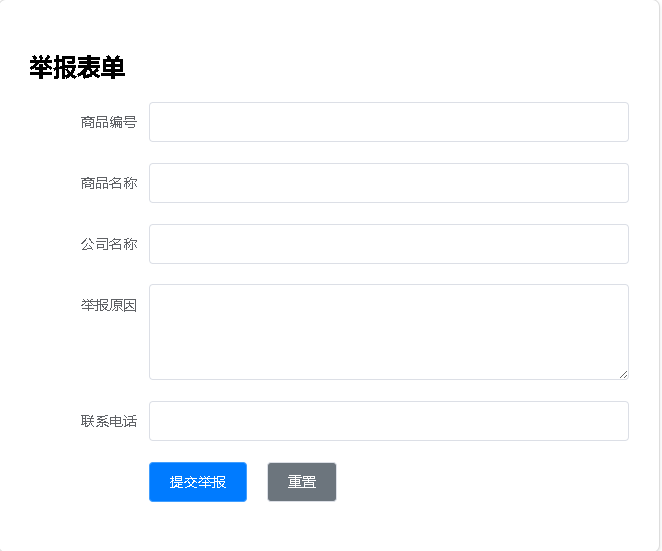 举报表单
商品编号
商品名称
公司名称
举报原因
联系电话
提交举报 重置